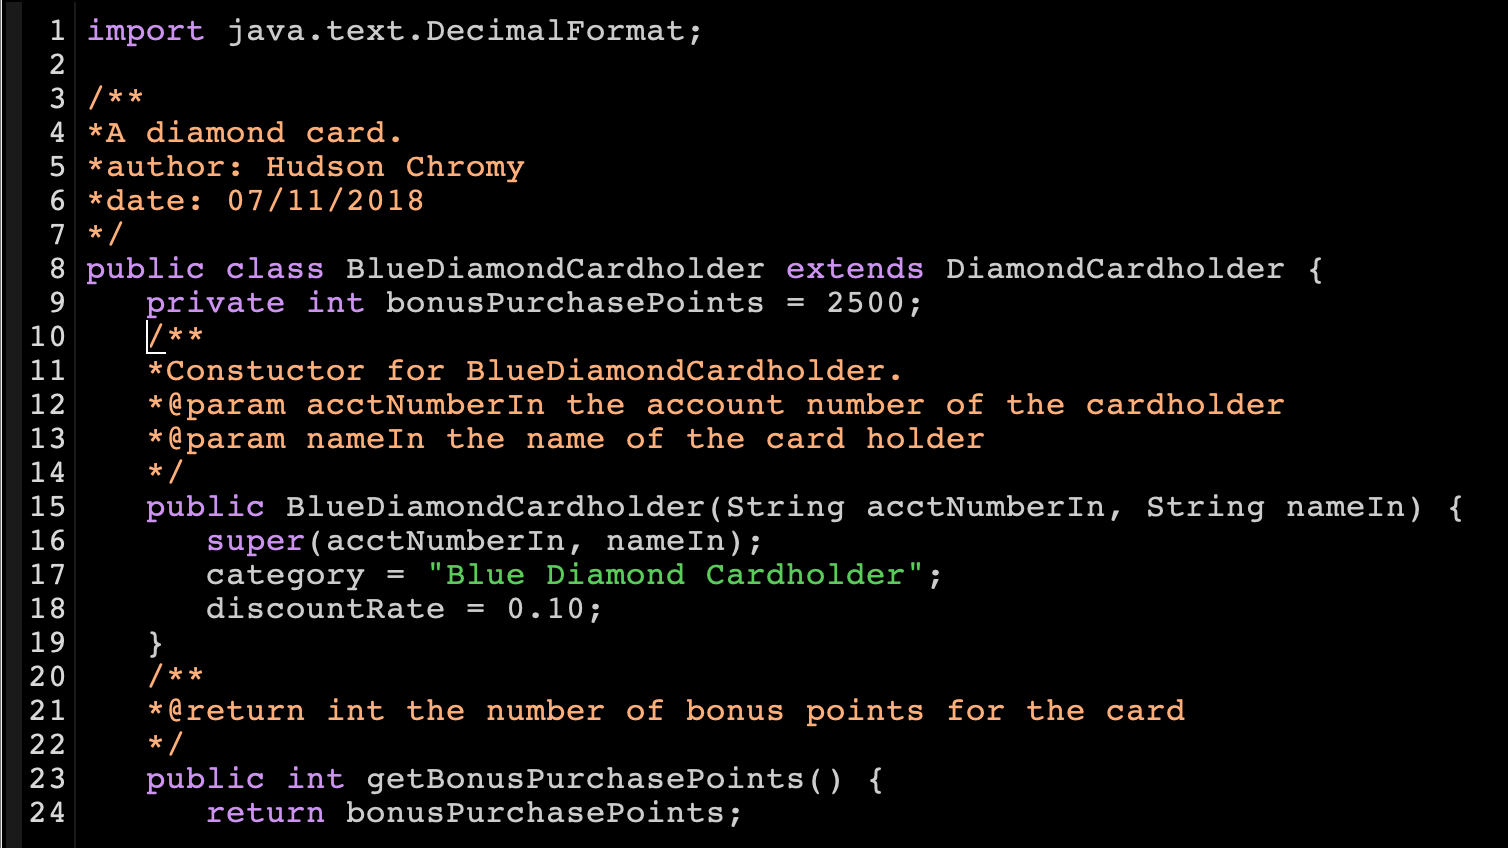 1 import java.text.DecimalFormat;
2
3 /**
4 *A diamond card.
5 *author: Hudson Chromy
6 *date: 07/11/2018
7 */
8 public class BlueDiamondCardholder extends DiamondCardholder {
9    private int bonusPurchasePoints = 2500;
10    /**
11    *Constuctor for BlueDiamondCardholder.
12    *@param acctNumberIn the account number of the cardholder
13    *@param nameIn the name of the card holder
14    */
15    public BlueDiamondCardholder(String acctNumberIn, String nameIn) {
16       super(acctNumberIn, nameIn);
17       category = "Blue Diamond Cardholder";
18       discountRate = 0.10;
19    }
20    /**
21    *@return int the number of bonus points for the card
22    */
23    public int getBonusPurchasePoints() {
24       return bonusPurchasePoints;